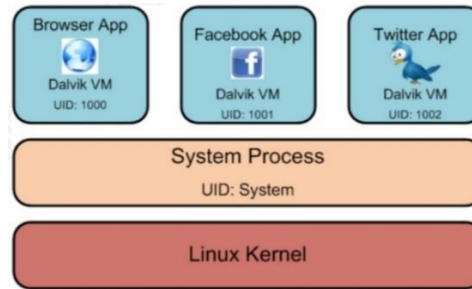 Browser App
Dalvik VM
UID: 1000
Facebook App
f
Dalvik VM
UID: 1001
Twitter App
Dalvik VM
UID: 1002
System Process
UID: System
Linux Kernel